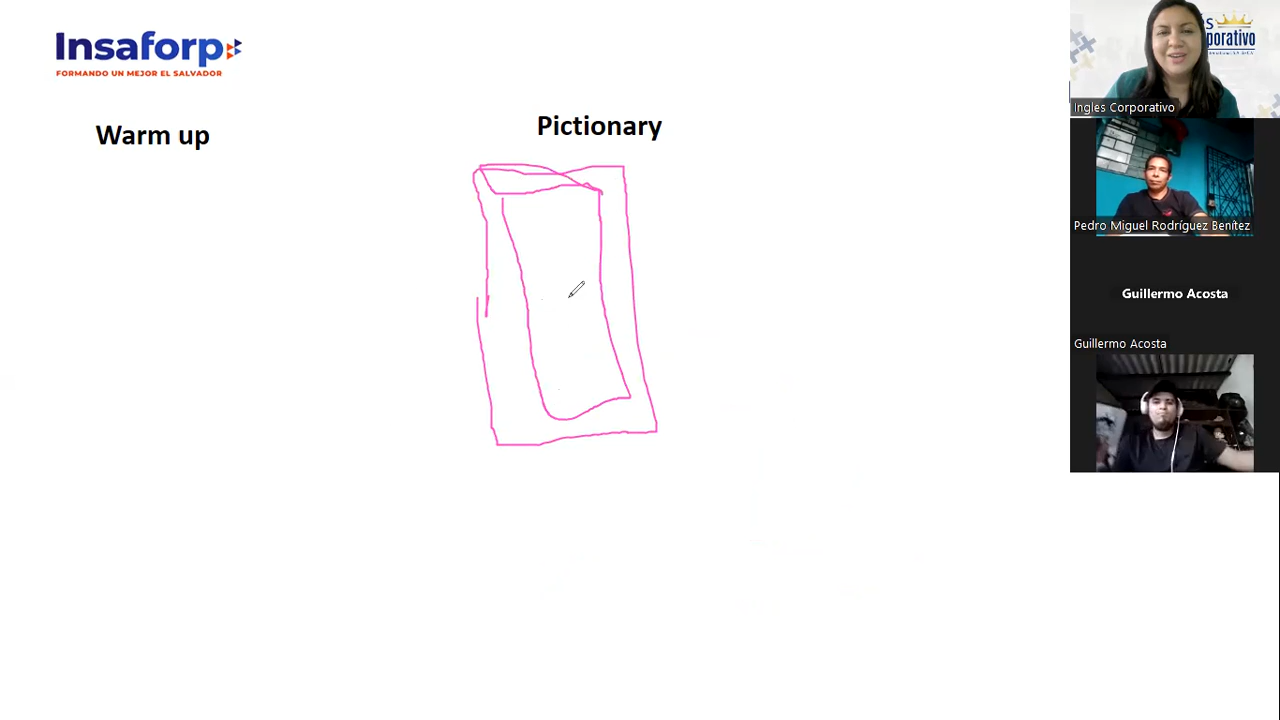 Insaforp
FORMANDO UN MEJOR EL SALVADOR
Warm up
Pictionary
porativo
Ingles Corporativo
Pedro Miguel Rodríguez Benítez
Guillermo Acosta
Guillermo Acosta